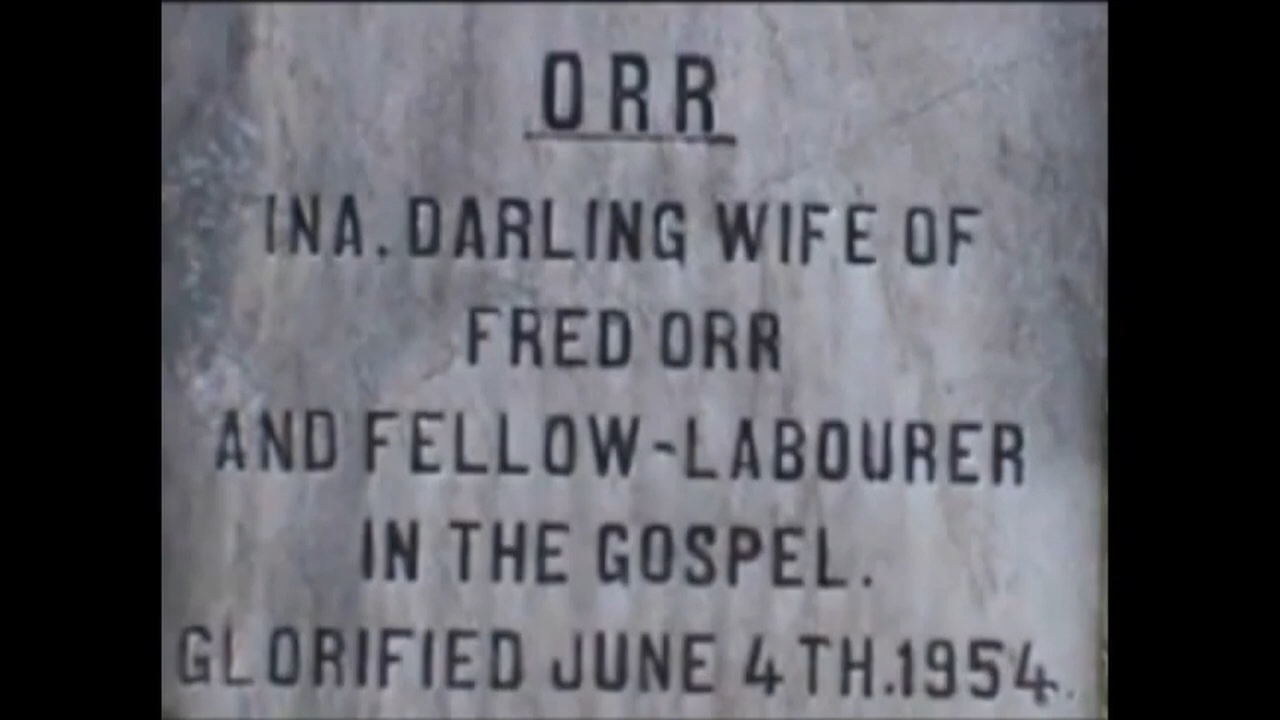 ORR
INA. DARLING WIFE OF
FRED ORR
AND FELLOW-LABOURER
IN THE GOSPEL.
GLORIFIED JUNE 4TH.1954.